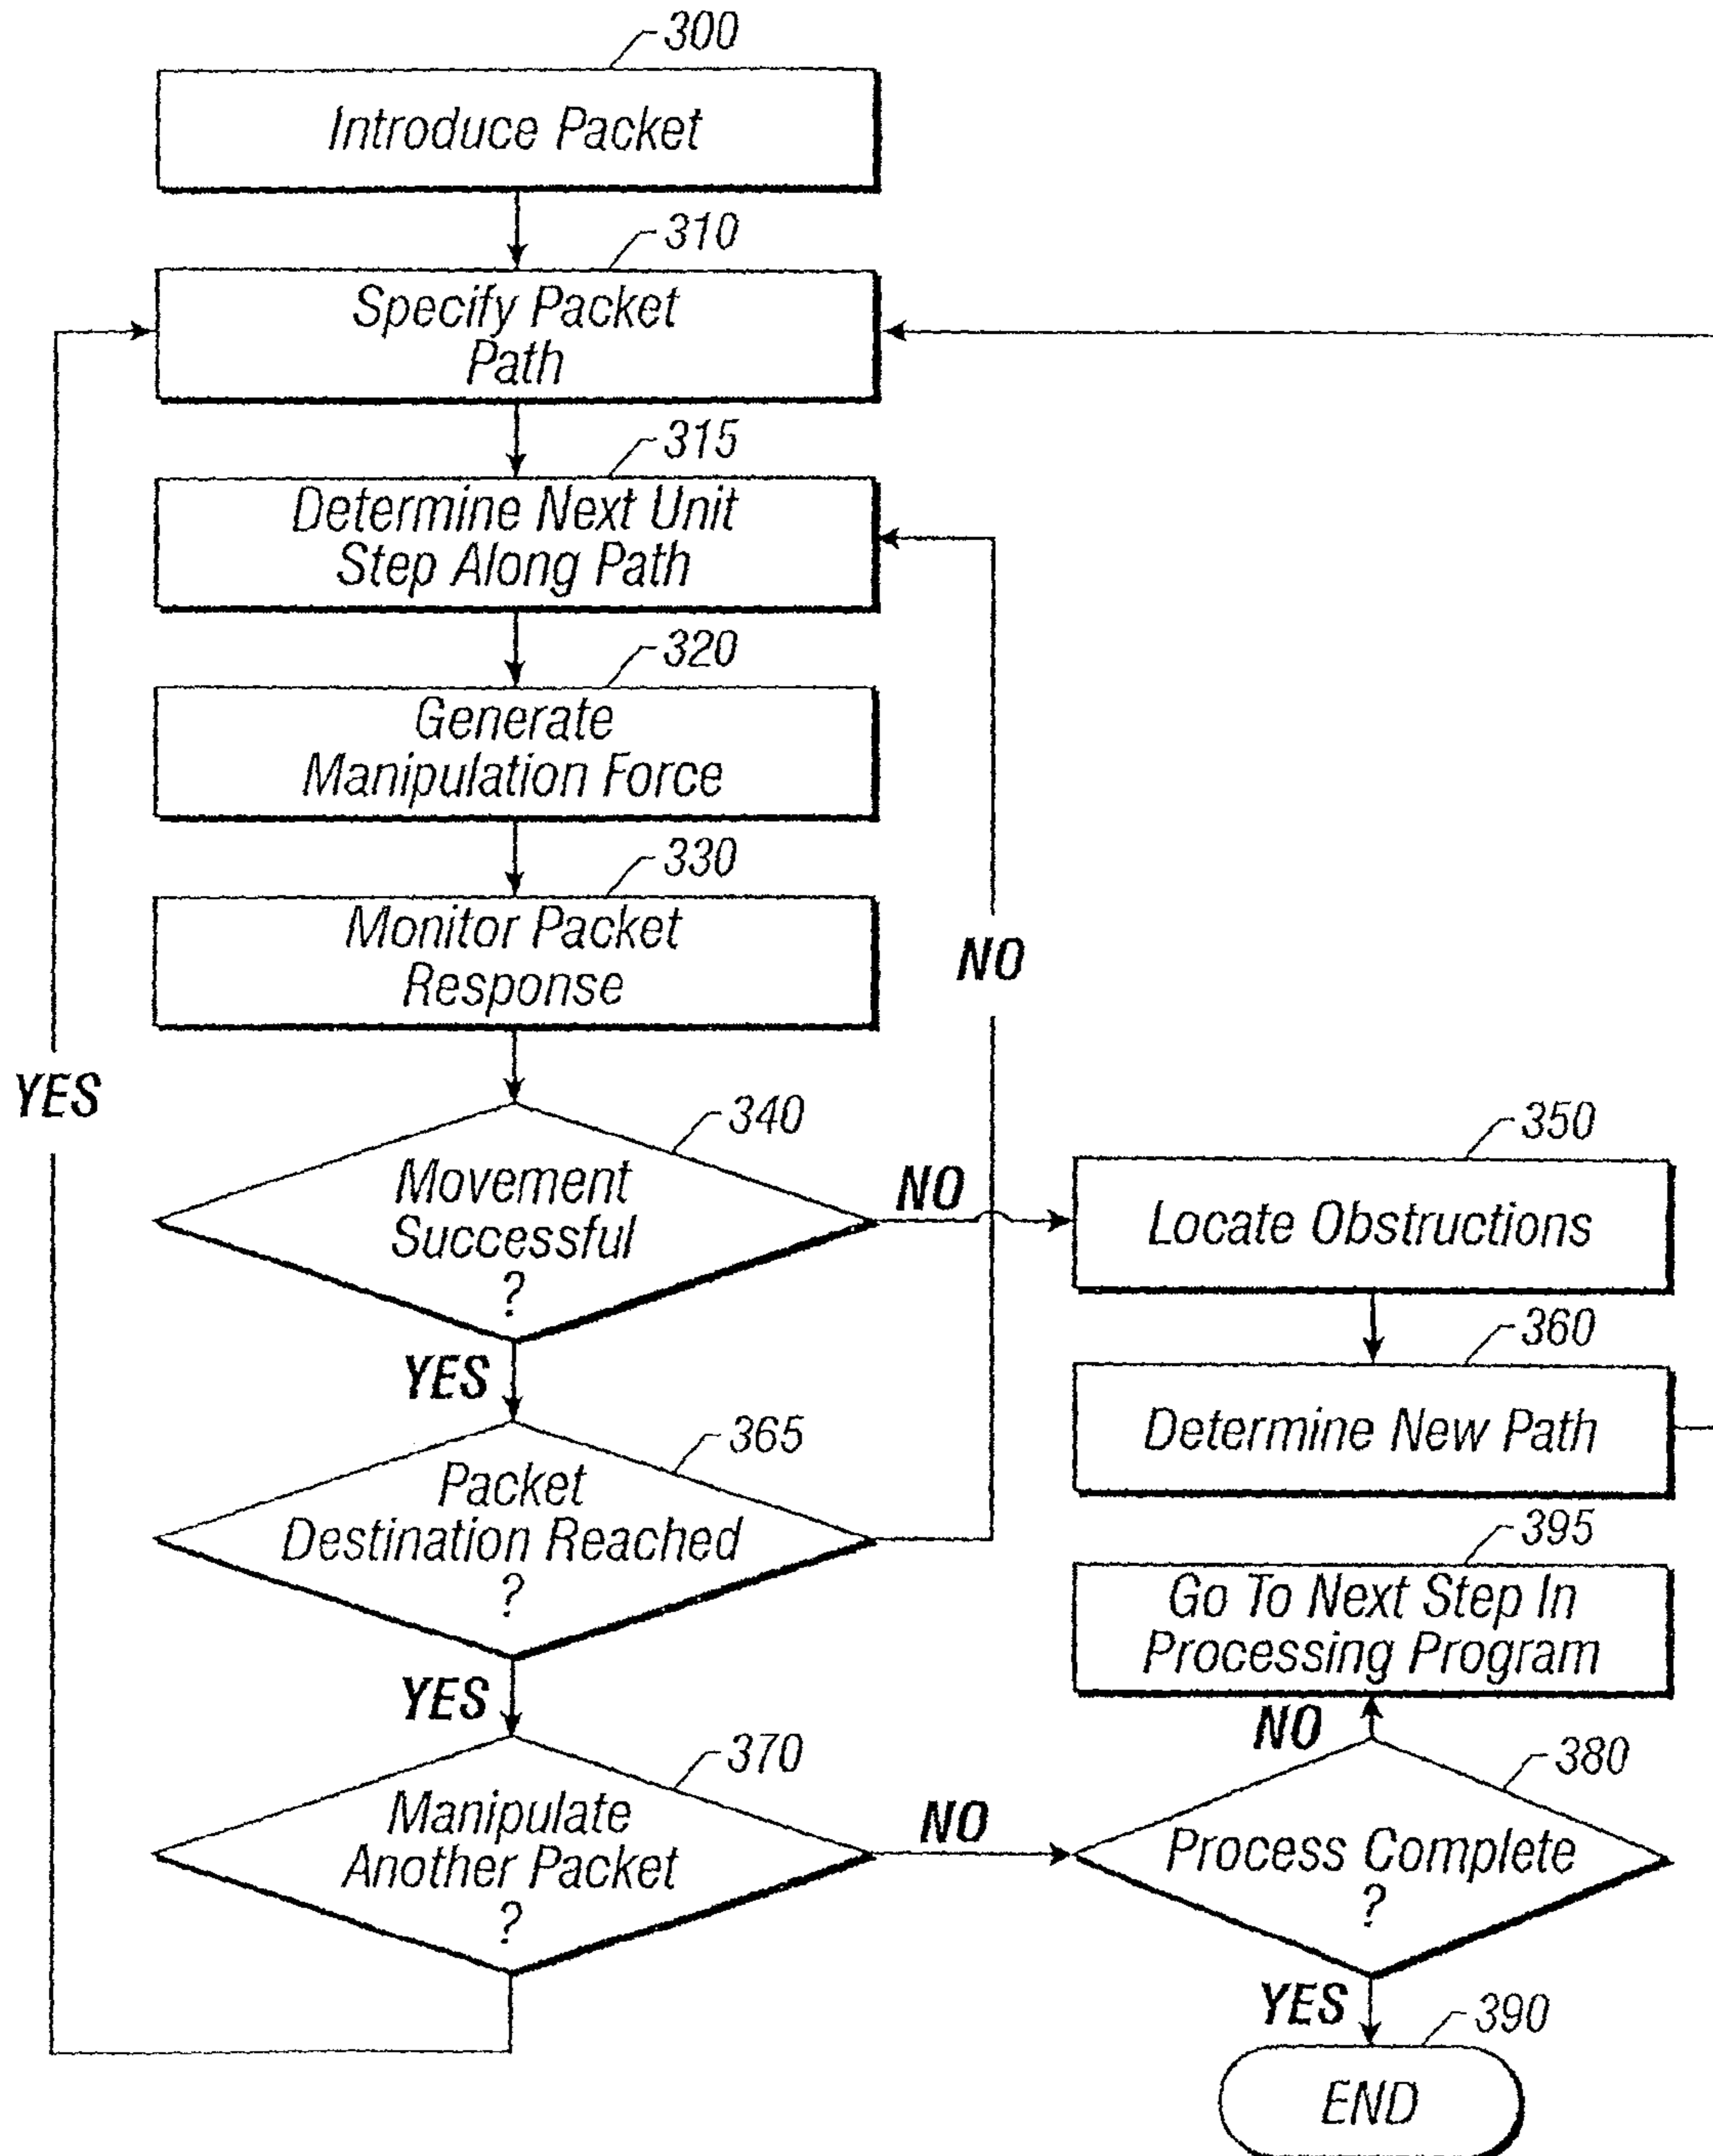 300
Introduce Packet
310
Specify Packet
Path
315
Determine Next Unit
Step Along Path
320
Generate
Manipulation Force
330
Monitor Packet
Response
NO
YES
340
Movement
Successful
?
NO
350
Locate Obstructions
YES
360
Determine New Path
365
Packet
Destination Reached
?
395
Go To Next Step In
Processing Program
YES
NO
370
Manipulate
Another Packet
?
NO
380
Process Complete
?
YES
390
END